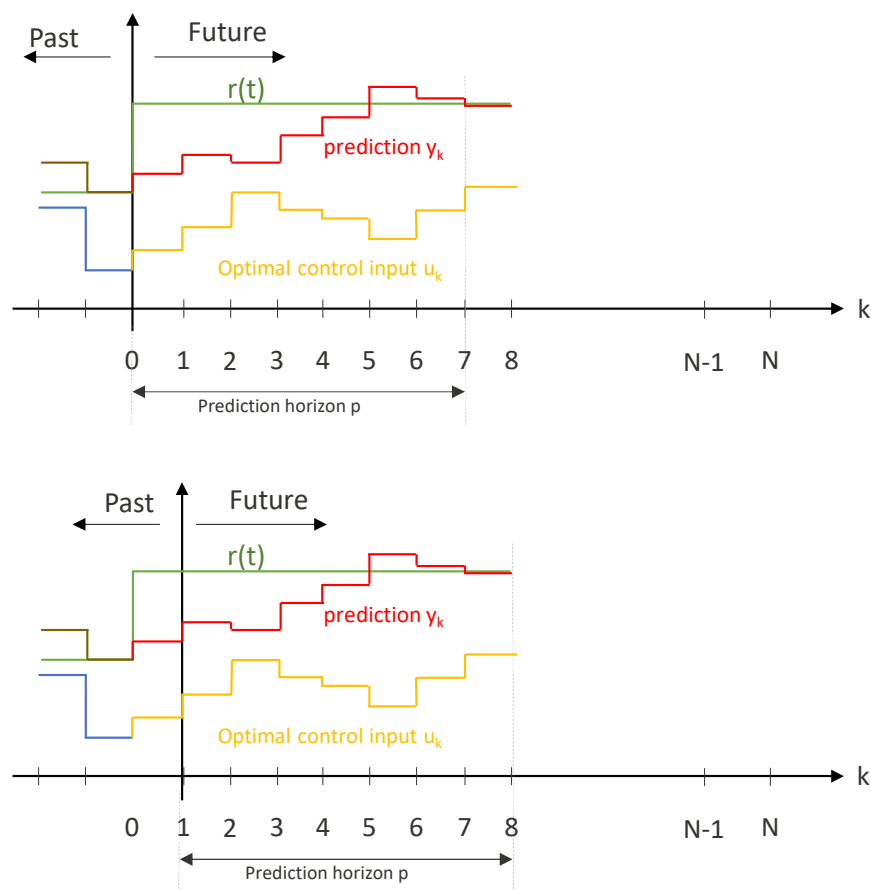 Past Future
r(t)
prediction yk
Optimal control input uk
k
0 1 2 3 4 5 6 7 8 N-1 N
Prediction horizon p
Past Future
r(t)
prediction yk
Optimal control input uk
k
0 1 2 3 4 5 6 7 8 N-1 N
Prediction horizon p